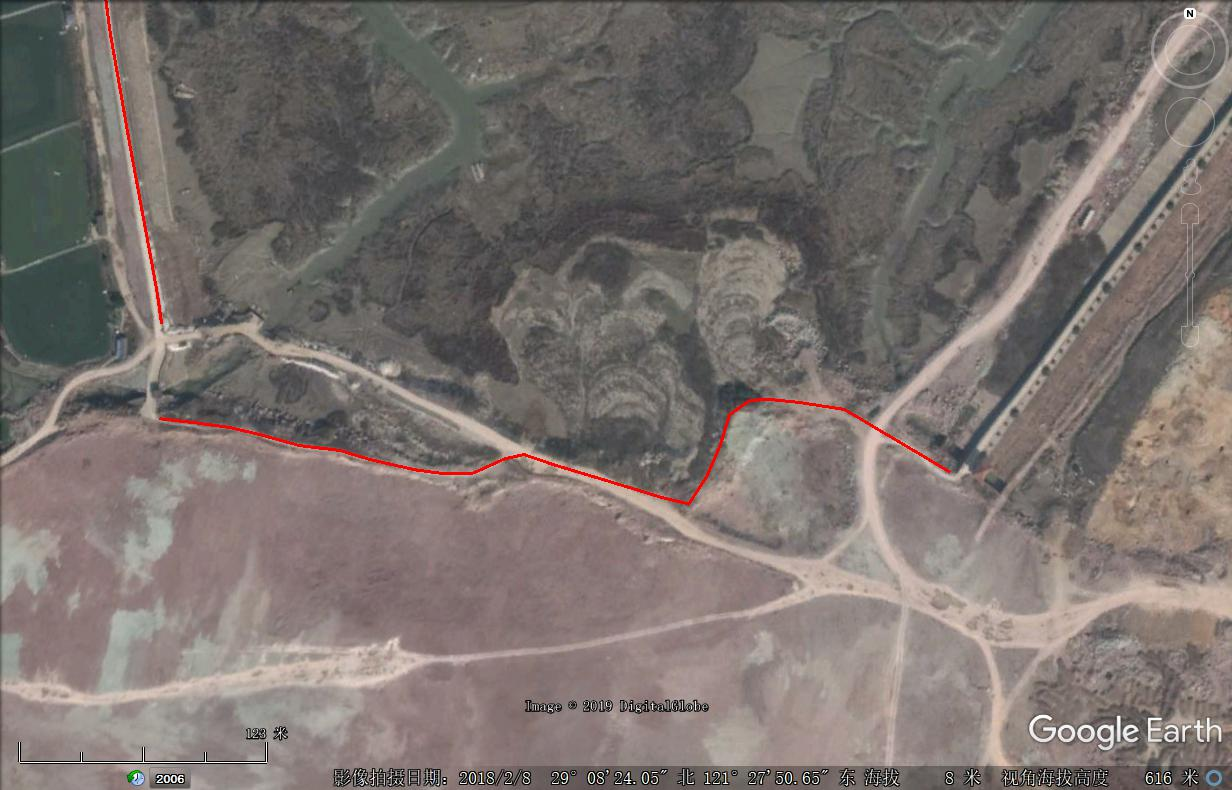 N
Image © 2019 DigitalGlobe
Google Earth
123 米
2006
影像拍摄日期: 2018/2/8 29° 08′24.05″ 北 121° 27′50.65″ 东 海拔 8 米 视角海拔高度 616 米